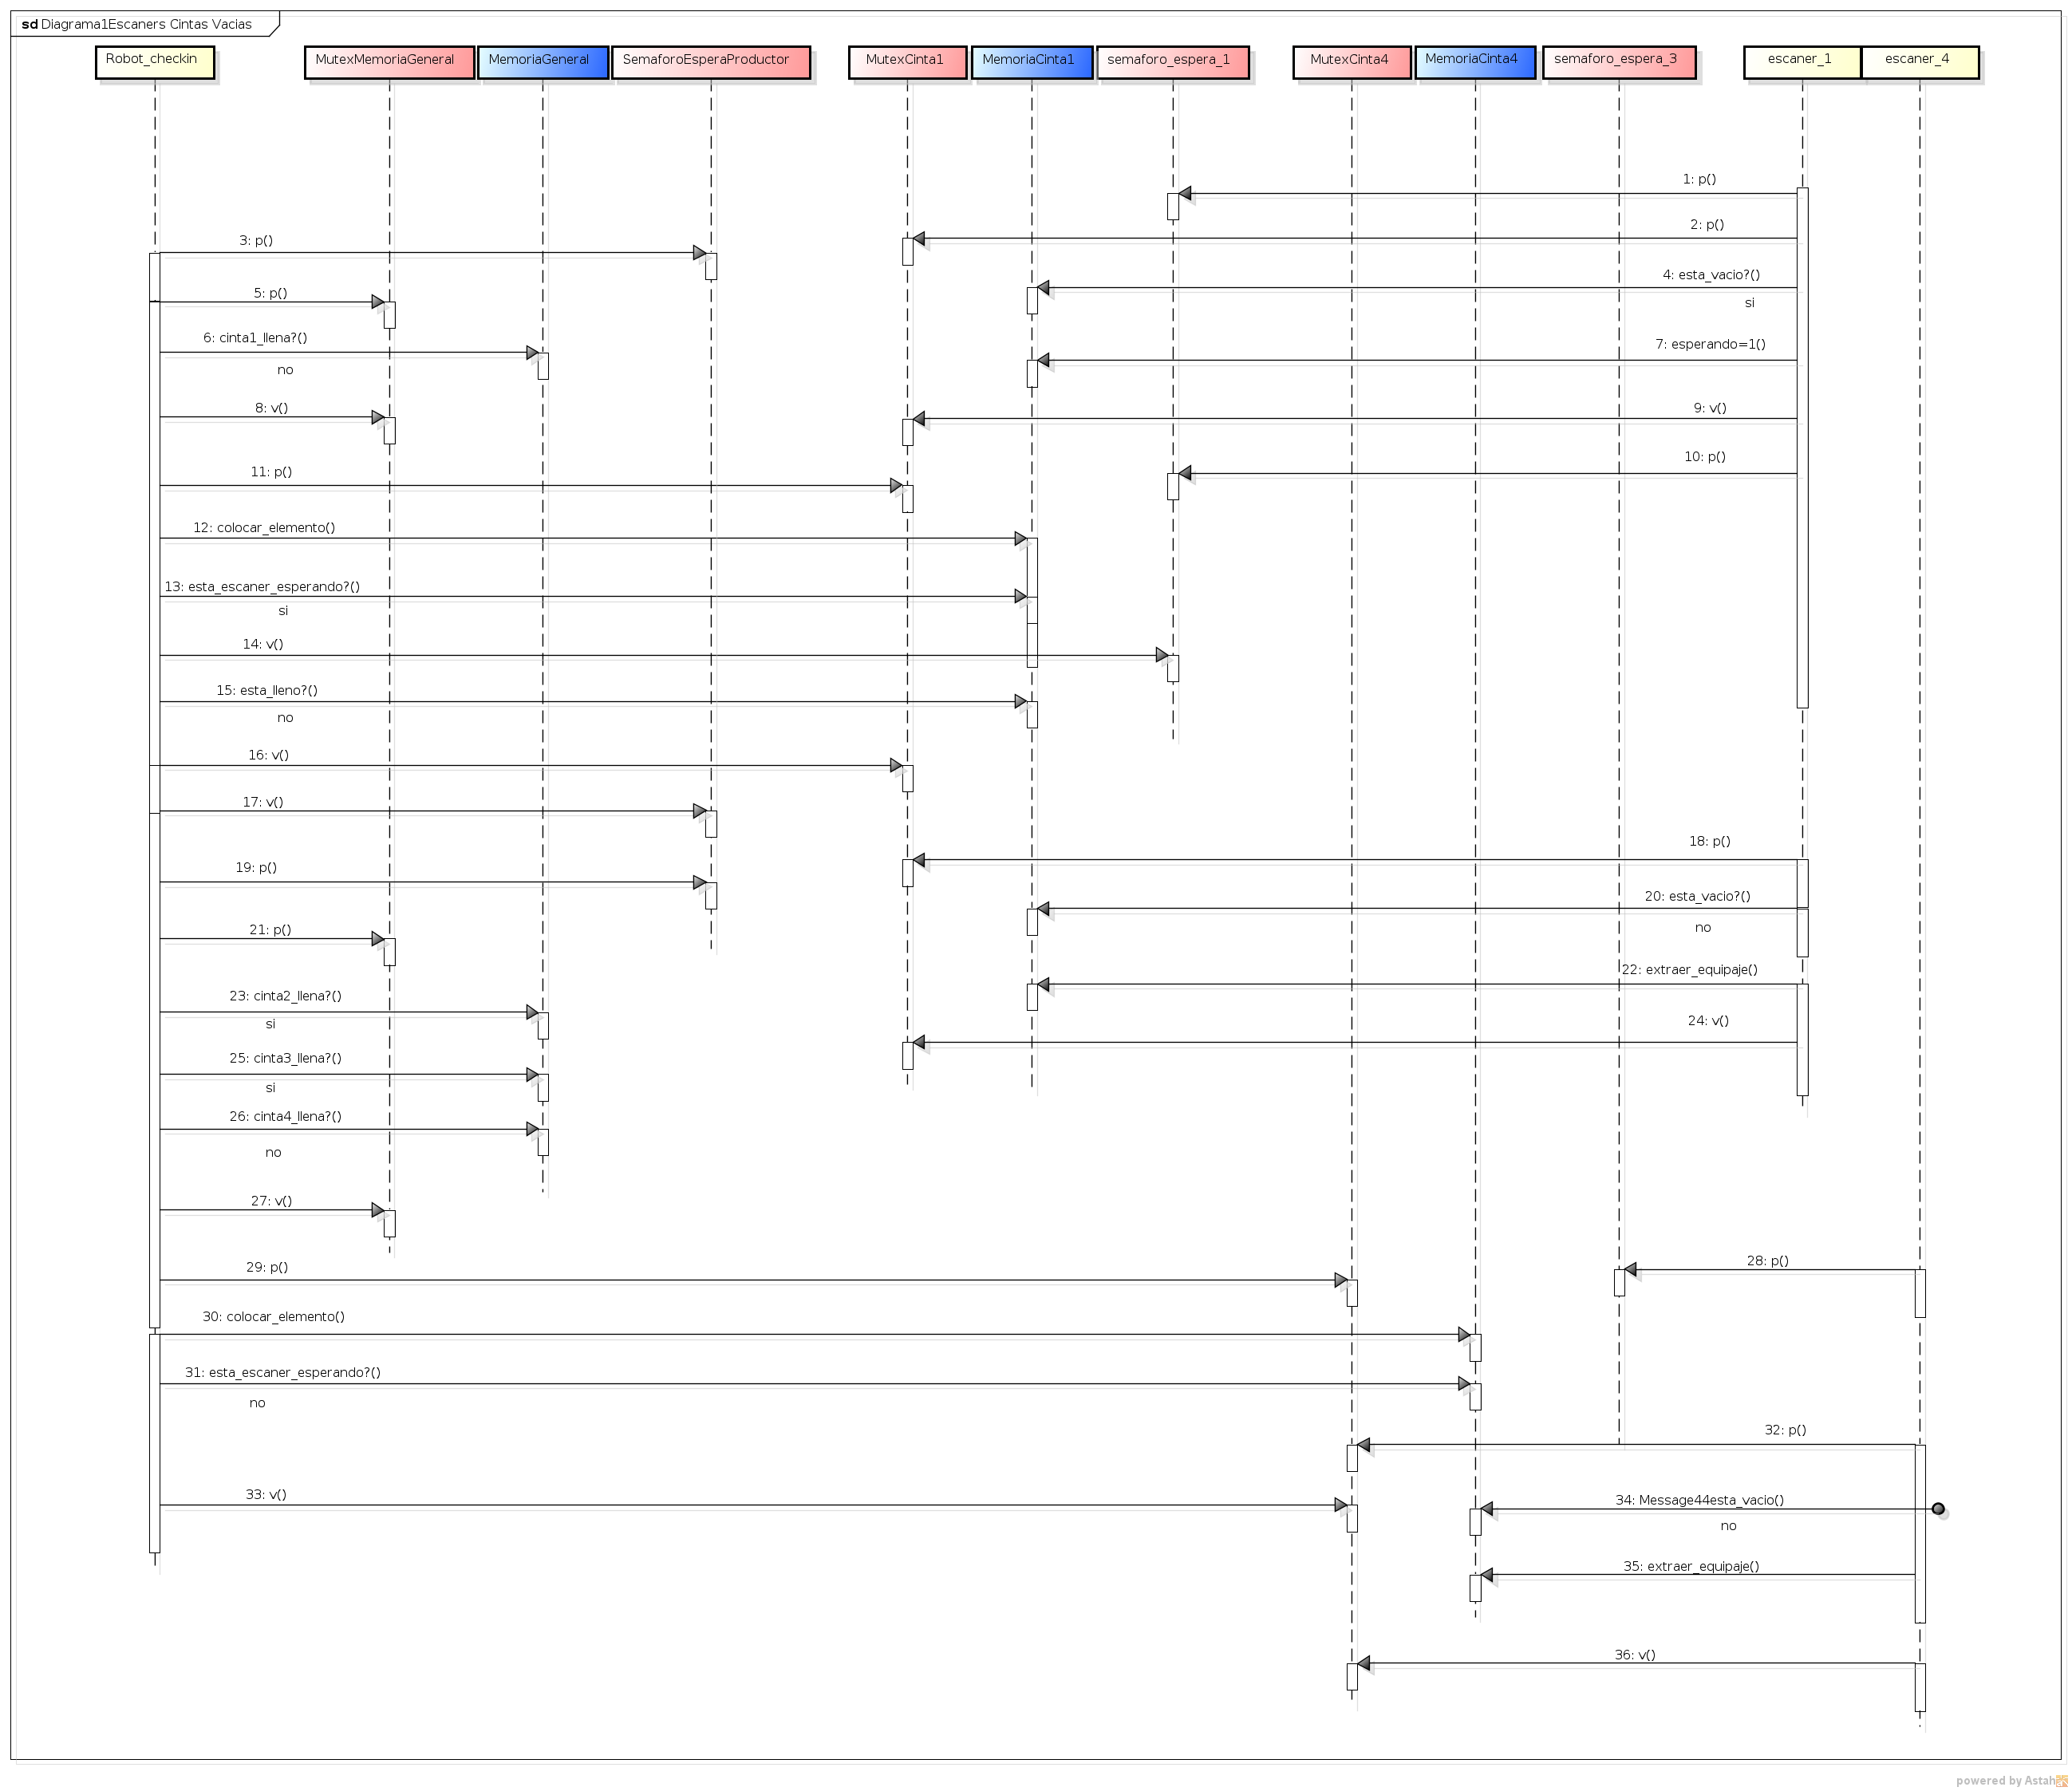 sd Diagrama1Escaners Cintas Vacias
Robot_checkin
MutexMemoriaGeneral
MemoriaGeneral
SemaforoEsperaProductor
MutexCinta1
MemoriaCinta1
semaforo_espera_1
MutexCinta4
MemoriaCinta4
semaforo_espera_3
escaner_1
escaner_4
1: p()
2: p()
3: p()
4: esta_vacio?()
si
5: p()
6: cinta1_llena?()
no
7: esperando=1()
8: v()
9: v()
10: p()
11: p()
12: colocar_elemento()
13: esta_escaner_esperando?()
si
14: v()
15: esta_lleno?()
no
16: v()
17: v()
18: p()
19: p()
20: esta_vacio?()
no
21: p()
22: extraer_equipaje()
23: cinta2_llena?()
si
24: v()
25: cinta3_llena?()
si
26: cinta4_llena?()
no
27: v()
28: p()
29: p()
30: colocar_elemento()
31: esta_escaner_esperando?()
no
32: p()
33: v()
34: Message44esta_vacio()
no
35: extraer_equipaje()
36: v()
powered by Astah